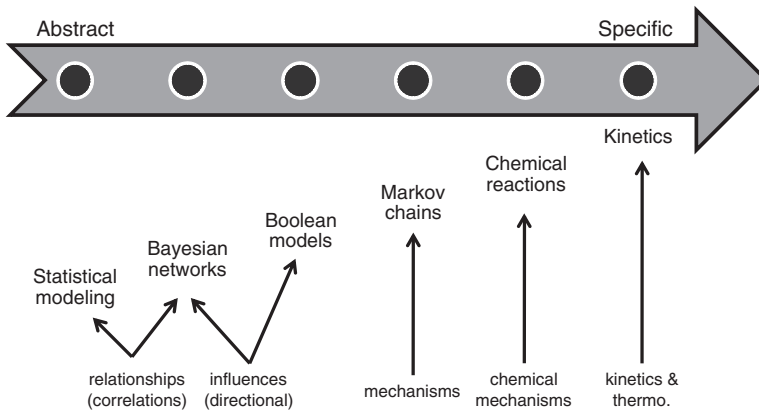 Abstract
Specific
Kinetics
Chemical
reactions
Markov
chains
Boolean
models
Bayesian
networks
Statistical
modeling
relationships
(correlations)
influences
(directional)
mechanisms
chemical
mechanisms
kinetics &
thermo.